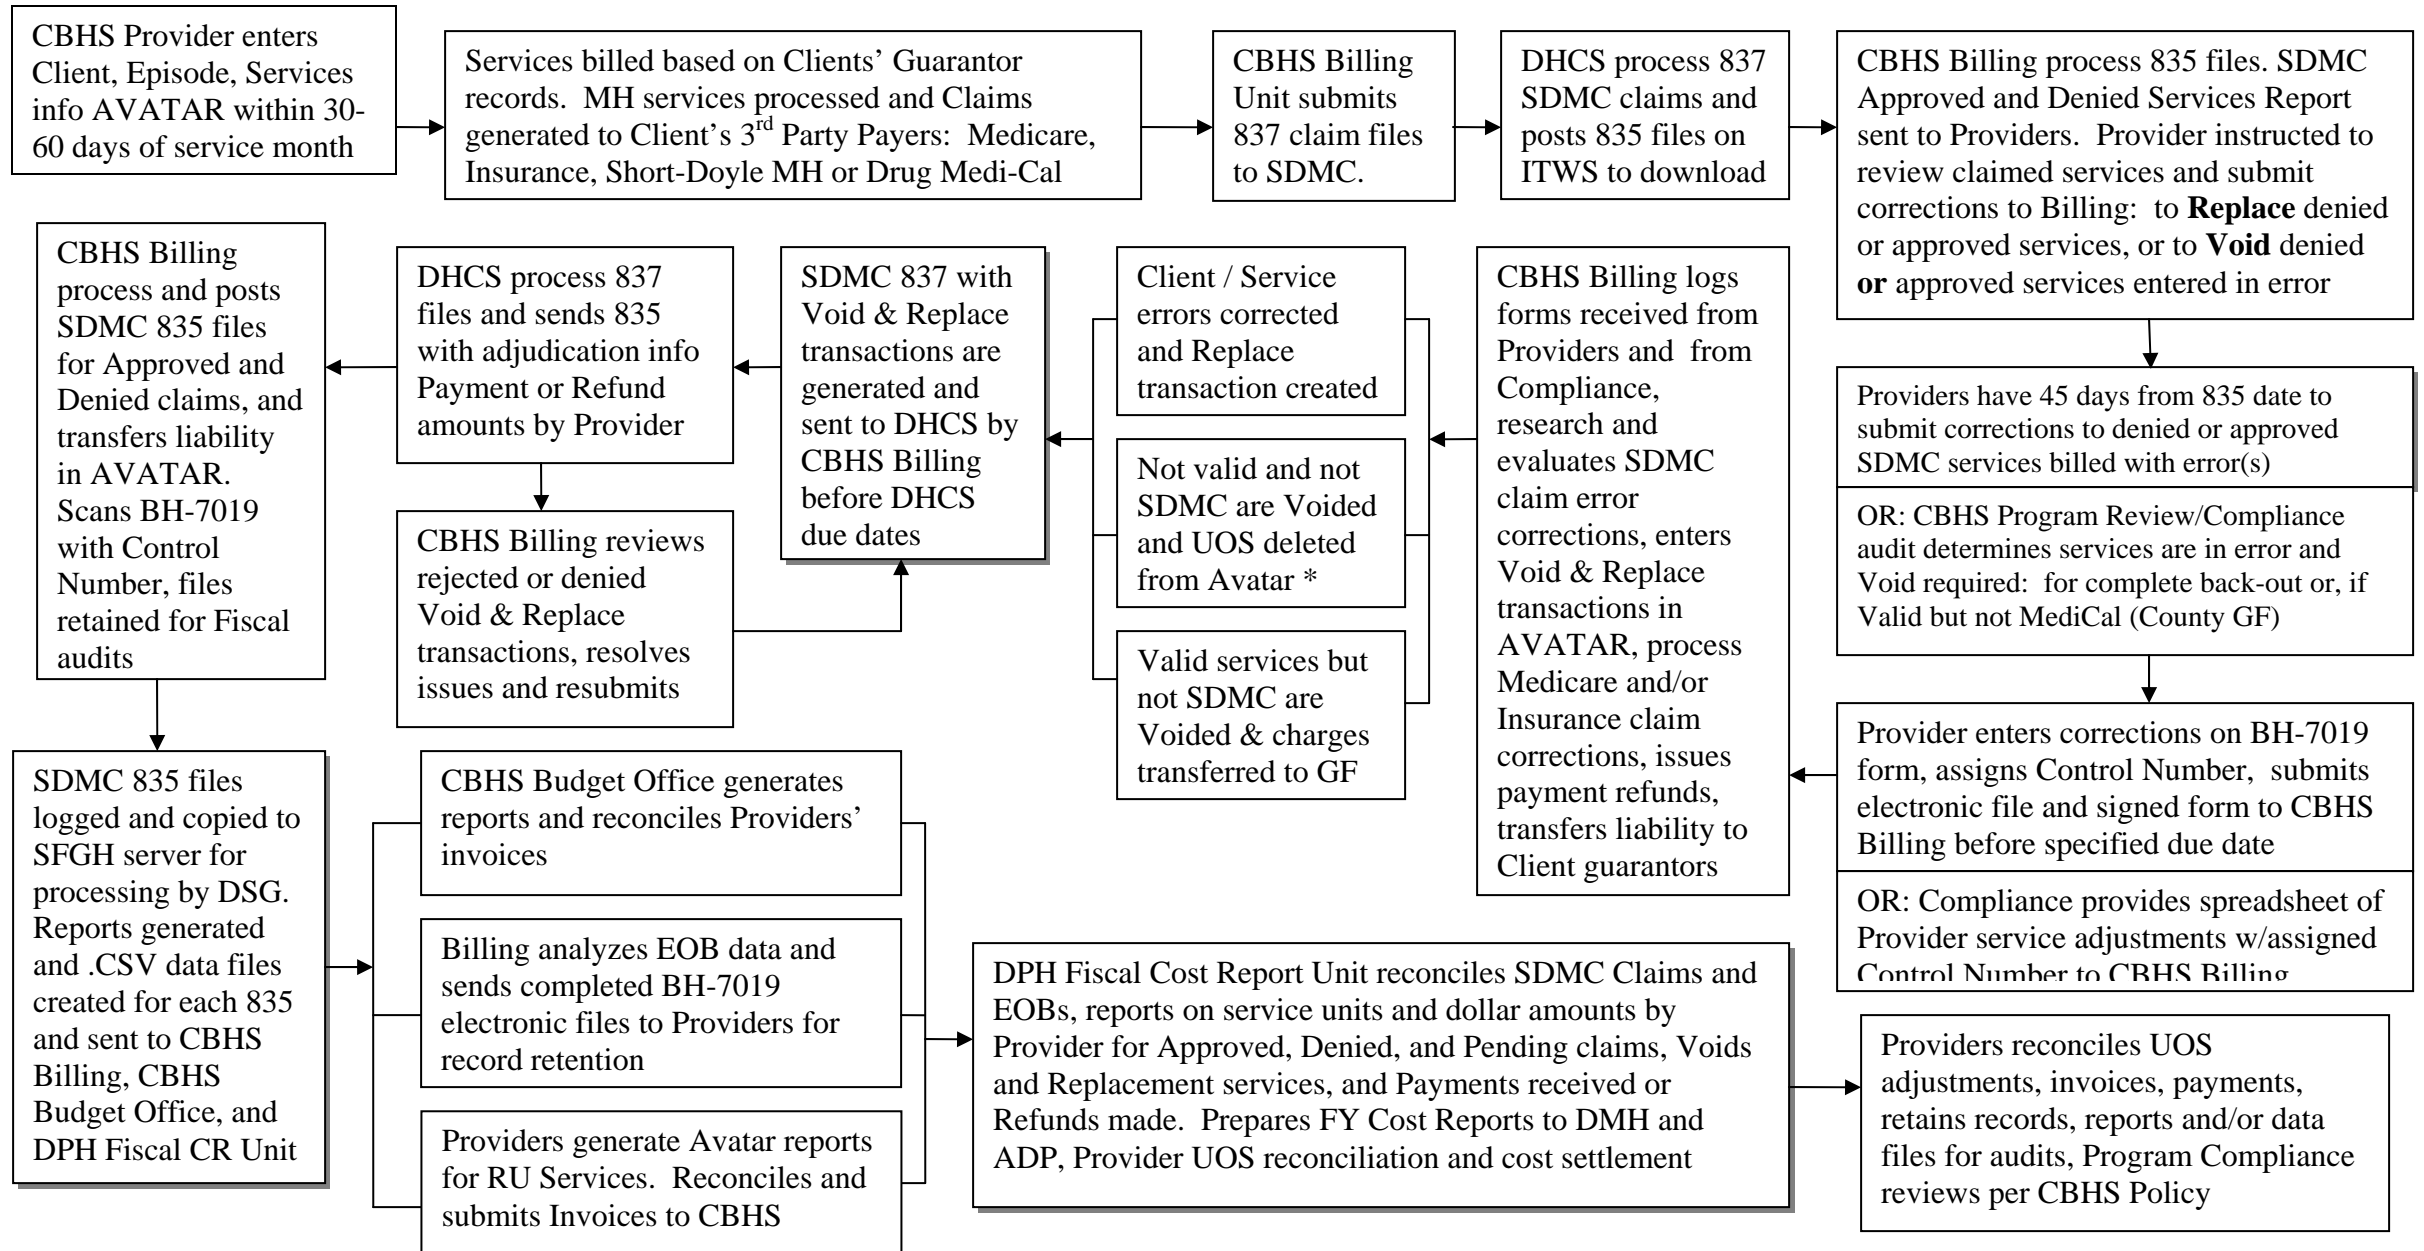 CBHS Provider enters
Client, Episode, Services
info AVATAR within 30-
60 days of service month
Services billed based on Clients’ Guarantor
records.  MH services processed and Claims
generated to Client’s 3rd Party Payers:  Medicare,
Insurance, Short-Doyle MH or Drug Medi-Cal
CBHS Billing
Unit submits
837 claim files
to SDMC.
DHCS process 837
SDMC claims and
posts 835 files on
ITWS to download
CBHS Billing process 835 files. SDMC
Approved and Denied Services Report
sent to Providers.  Provider instructed to
review claimed services and submit
corrections to Billing:  to Replace denied
or approved services, or to Void denied
or approved services entered in error
Providers have 45 days from 835 date to
submit corrections to denied or approved
SDMC services billed with error(s)
OR: CBHS Program Review/Compliance
audit determines services are in error and
Void required:  for complete back-out or, if
Valid but not MediCal (County GF)
Provider enters corrections on BH-7019
form, assigns Control Number,  submits
electronic file and signed form to CBHS
Billing before specified due date
OR: Compliance provides spreadsheet of
Provider service adjustments w/assigned
Control Number to CBHS Billing
CBHS Billing logs
forms received from
Providers and  from
Compliance,
research and
evaluates SDMC
claim error
corrections, enters
Void & Replace
transactions in
AVATAR, process
Medicare and/or
Insurance claim
corrections, issues
payment refunds,
transfers liability to
Client guarantors
Client / Service
errors corrected
and Replace
transaction created
Not valid and not
SDMC are Voided
and UOS deleted
from Avatar *
Valid services but
not SDMC are
Voided & charges
transferred to GF
SDMC 837 with
Void & Replace
transactions are
generated and
sent to DHCS by
CBHS Billing
before DHCS
due dates
DHCS process 837
files and sends 835
with adjudication info
Payment or Refund
amounts by Provider
CBHS Billing reviews
rejected or denied
Void & Replace
transactions, resolves
issues and resubmits
CBHS Billing
process and posts
SDMC 835 files
for Approved and
Denied claims, and
transfers liability
in AVATAR.
Scans BH-7019
with Control
Number, files
retained for Fiscal
audits
SDMC 835 files
logged and copied to
SFGH server for
processing by DSG.
Reports generated
and .CSV data files
created for each 835
and sent to CBHS
Billing, CBHS
Budget Office, and
DPH Fiscal CR Unit
CBHS Budget Office generates
reports and reconciles Providers’
invoices
Billing analyzes EOB data and
sends completed BH-7019
electronic files to Providers for
record retention
Providers generate Avatar reports
for RU Services.  Reconciles and
submits Invoices to CBHS
DPH Fiscal Cost Report Unit reconciles SDMC Claims and
EOBs, reports on service units and dollar amounts by
Provider for Approved, Denied, and Pending claims, Voids
and Replacement services, and Payments received or
Refunds made.  Prepares FY Cost Reports to DMH and
ADP, Provider UOS reconciliation and cost settlement
Providers reconciles UOS
adjustments, invoices, payments,
retains records, reports and/or data
files for audits, Program Compliance
reviews per CBHS Policy